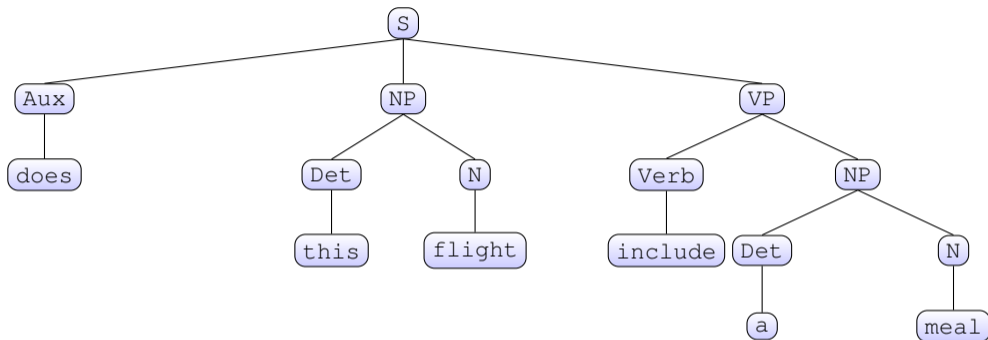 S
Aux NP VP
does Det N Verb NP
this flight include Det N
a meal